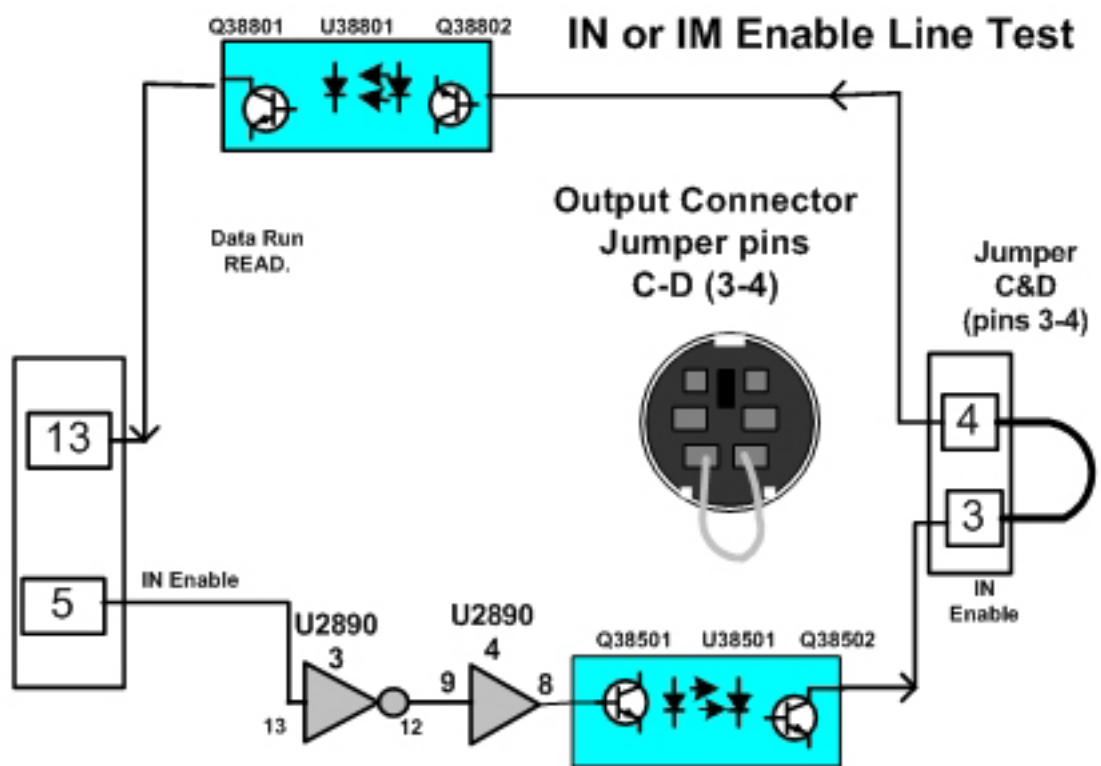 Q38801 U38801 Q38802
IN or IM Enable Line Test
Output Connector
Jumper pins
C-D (3-4)
Data Run
READ.
Jumper
C&D
(pins 3-4)
13
4
3
5
IN Enable
IN
Enable
U2890
3
U2890
4
13
12
9
8
Q38501 U38501 Q38502